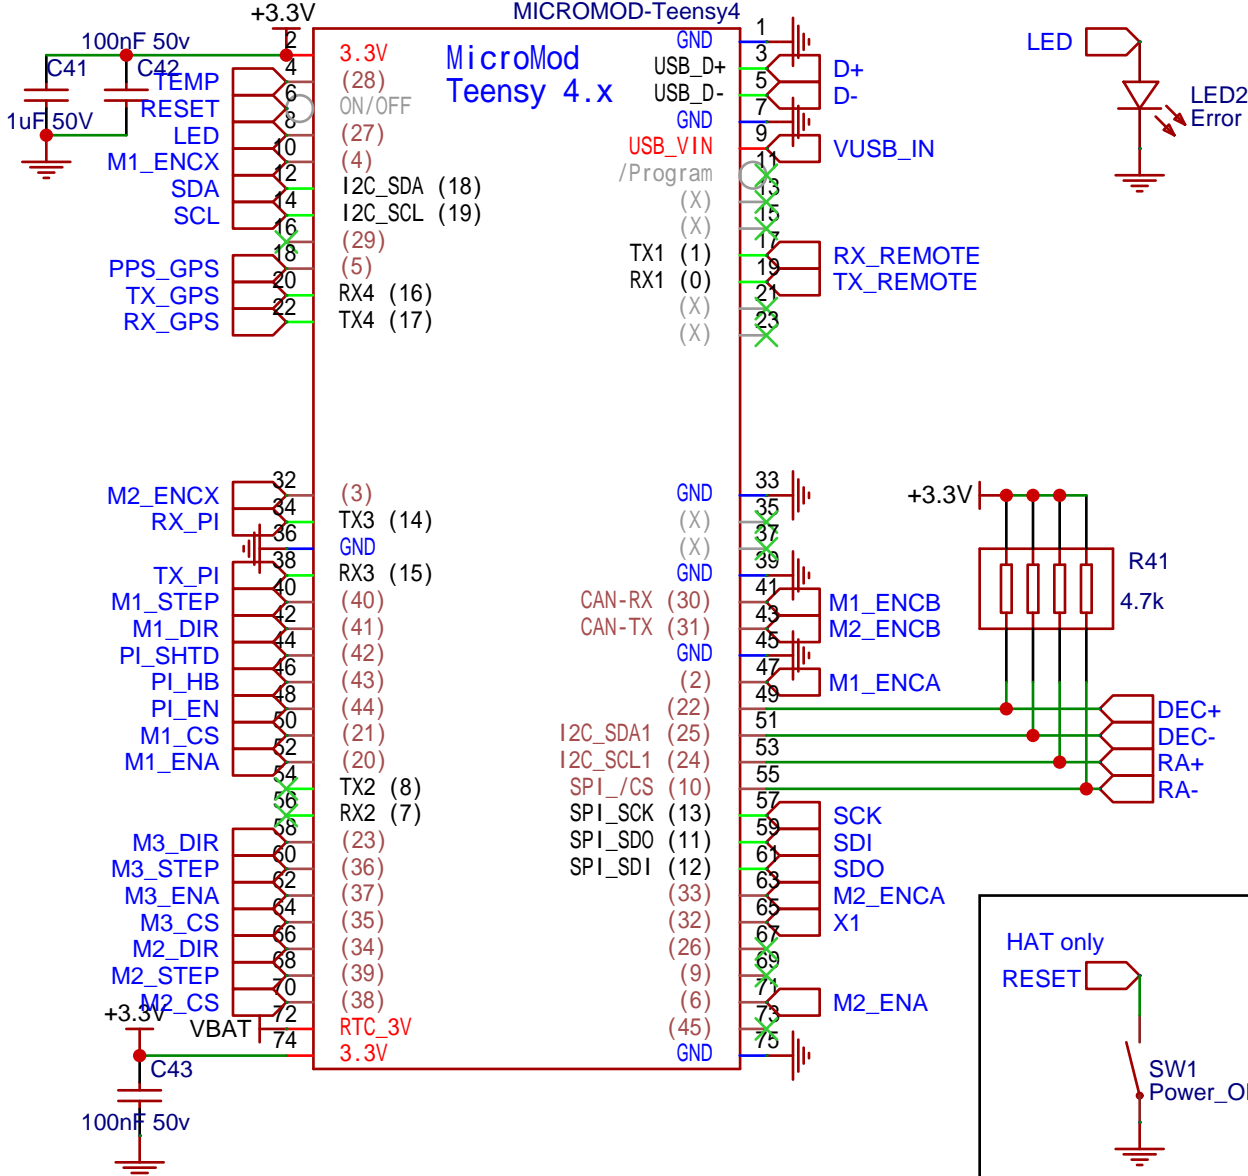 +3.3V
MICROMOD-Teensy4
100nF 50v
C41
C42
1uF 50V
MicroMod
Teensy 4.x
2 3.3V
TEMP 4 (28)
RESET 6 ON/OFF
LED 8 (27)
M1_ENCX 10 (4)
SDA 12 I2C_SDA (18)
SCL 14 I2C_SCL (19)
16 (29)
PPS_GPS 18 (5)
TX_GPS 20 RX4 (16)
RX_GPS 22 TX4 (17)
M2_ENCX 32 (3)
RX_PI 34 TX3 (14)
36 GND
TX_PI 38 RX3 (15)
M1_STEP 40 (40)
M1_DIR 42 (41)
PI_SHTD 44 (42)
PI_HB 46 (43)
PI_EN 48 (44)
M1_CS 50 (21)
M1_ENA 52 (20)
54 TX2 (8)
56 RX2 (7)
M3_DIR 58 (23)
M3_STEP 60 (36)
M3_ENA 62 (37)
M3_CS 64 (35)
M2_DIR 66 (34)
M2_STEP 68 (39)
M2_CS 70 (38)
VBAT 72 RTC_3V
74 3.3V
+3.3V
C43
100nF 50v
GND 1
USB_D+ 3 D+
USB_D- 5 D-
GND 7
USB_VIN 9 VUSB_IN
/Program 11
(X) 13
(X) 15
TX1 (1) 17 RX_REMOTE
RX1 (0) 19 TX_REMOTE
(X) 21
(X) 23
GND 33
(X) 35
(X) 37
GND 39
CAN-RX (30) 41 M1_ENCB
CAN-TX (31) 43 M2_ENCB
GND 45
(2) 47 M1_ENCA
(22) 49 DEC+
I2C_SDA1 (25) 51 DEC-
I2C_SCL1 (24) 53 RA+
SPI_/CS (10) 55 RA-
SPI_SCK (13) 57 SCK
SPI_SDO (11) 59 SDI
SPI_SDI (12) 61 SDO
(33) 63 M2_ENCA
(32) 65 X1
(26) 67
(9) 69
(6) 71 M2_ENA
(45) 73
GND 75
LED
LED2
Error
+3.3V
R41
4.7k
HAT only
RESET
SW1